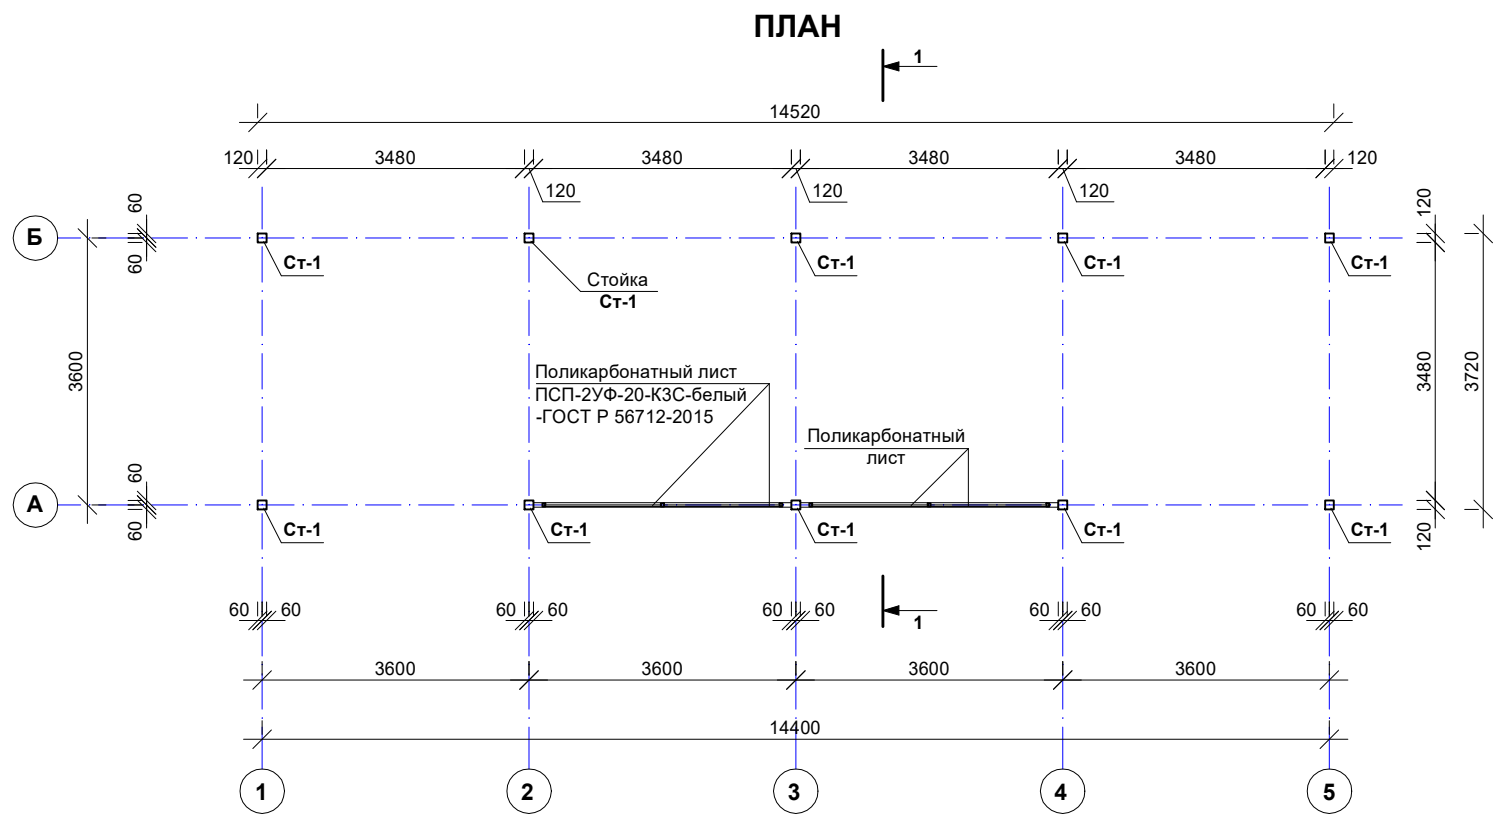 ПЛАН
1
14520
120 3480 3480 3480 3480 120
120 120 120
60 120
Б
60
Ст-1 Ст-1 Ст-1 Ст-1
Стойка
Ст-1
3600 3480 3720
Поликарбонатный лист
ПСП-2УФ-20-К3С-белый
-ГОСТ Р 56712-2015
Поликарбонатный
лист
60
А
60 120
Ст-1 Ст-1 Ст-1 Ст-1 Ст-1
60 60 60 60 60 60 60 60 60 60
1
3600 3600 3600 3600
14400
1 2 3 4 5